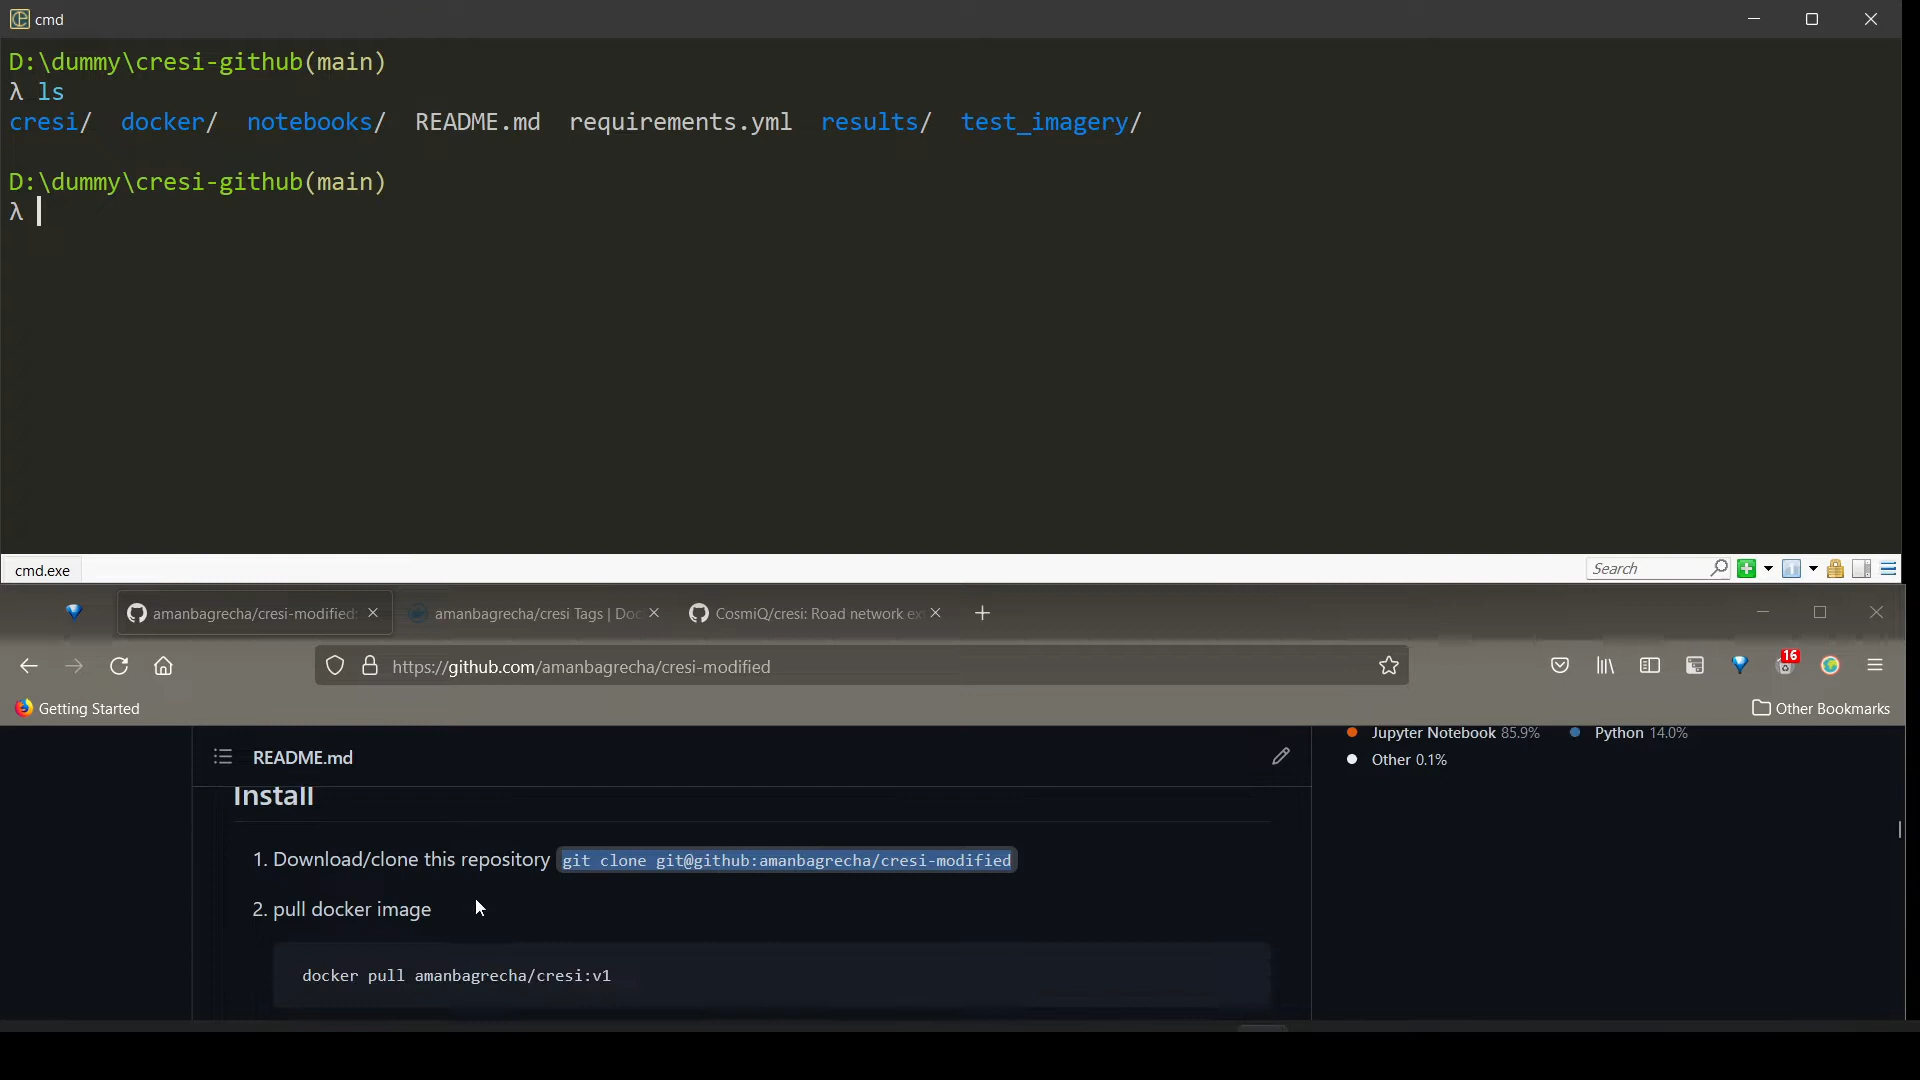 cmd
D:\dummy\cresi-github(main)
λ ls
cresi/ docker/ notebooks/ README.md requirements.yml results/ test_imagery/
D:\dummy\cresi-github(main)
λ
cmd.exe
Search
amanbagrecha/cresi-modified:
amanbagrecha/cresi Tags | Doc
CosmiQ/cresi: Road network ex
https://github.com/amanbagrecha/cresi-modified
16
Getting Started
Other Bookmarks
README.md
Jupyter Notebook 85.9% Python 14.0%
Other 0.1%
Install
1. Download/clone this repository git clone git@github:amanbagrecha/cresi-modified
2. pull docker image
docker pull amanbagrecha/cresi:v1